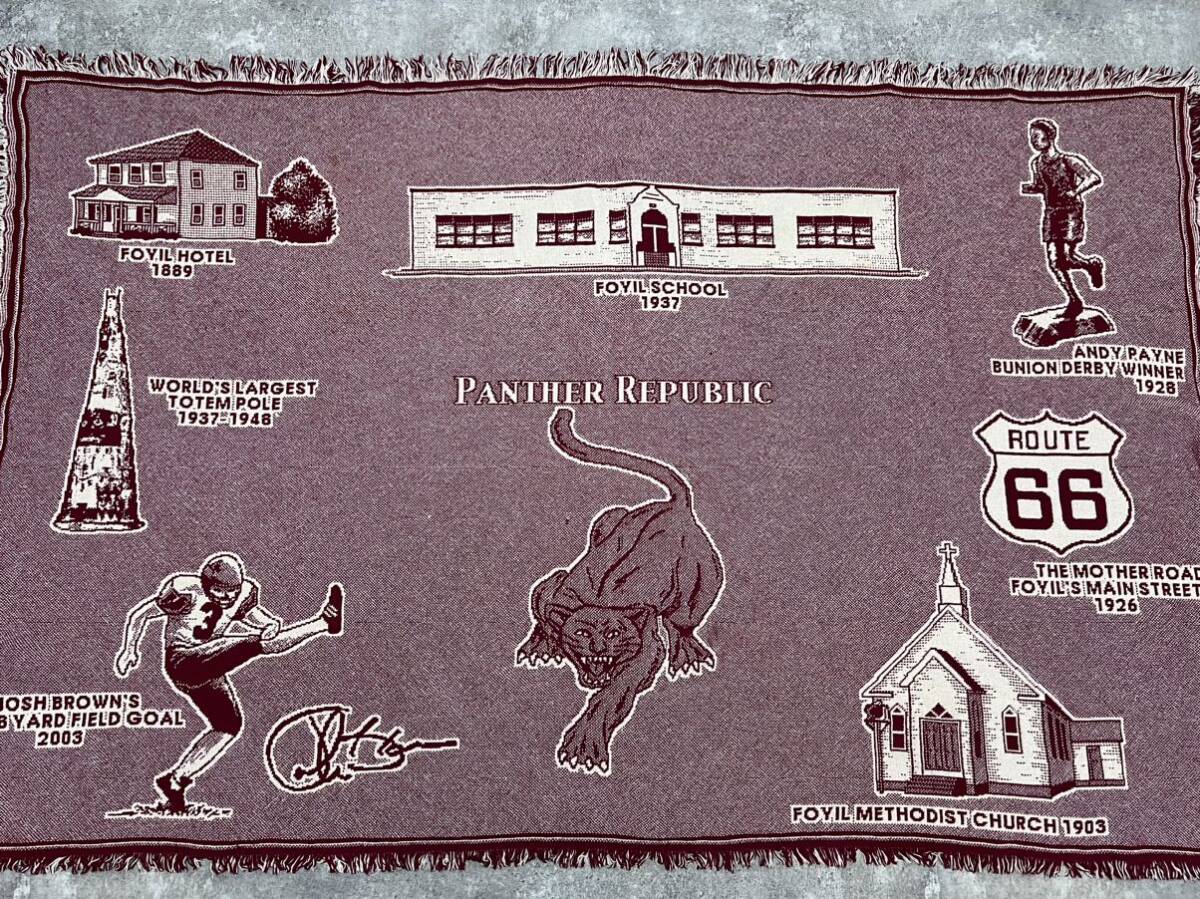 FOYIL HOTEL
1889
FOYIL SCHOOL
1937
ANDY PAYNE
BUNION DERBY WINNER
1928
WORLD'S LARGEST
TOTEM POLE
1937-1948
PANTHER REPUBLIC
ROUTE
66
THE MOTHER ROAD
FOYIL'S MAIN STREET
1926
3
JOSH BROWN'S
YARD FIELD GOAL
2003
FOYIL METHODIST CHURCH 1903